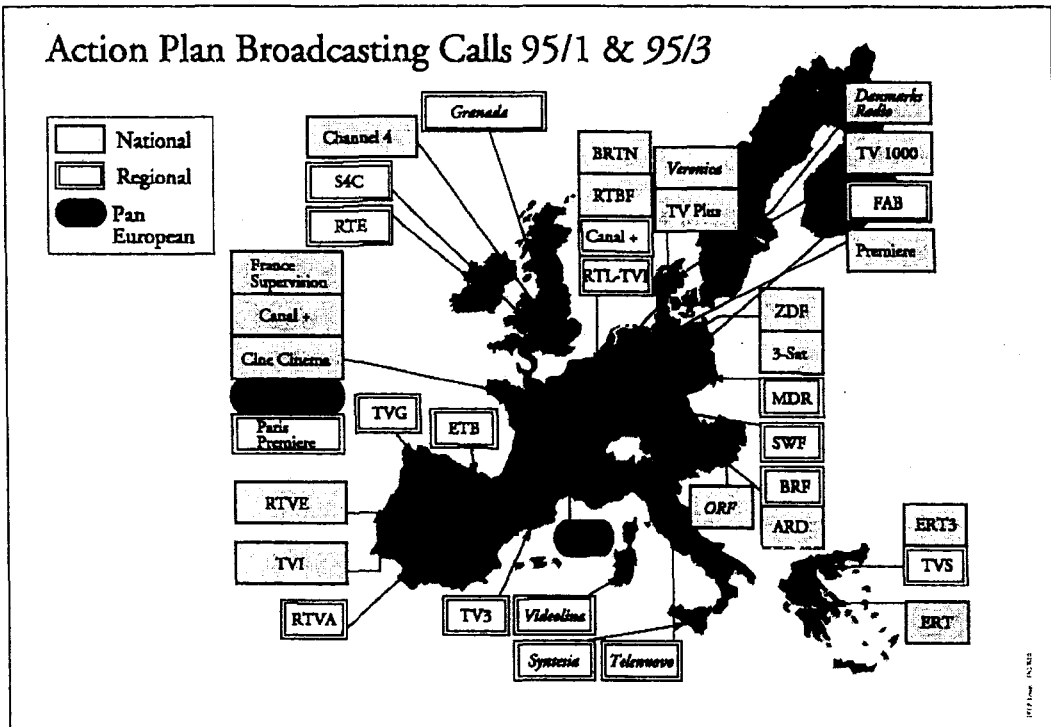 Action Plan Broadcasting Calls 95/1 & 95/3
National
Regional
Pan
European
Granada
Channel 4
S4C
RTE
BRTN
RTBF
Canal +
RTL-TVI
Veronica
TV Plus
Danmarks
Radio
TV 1000
FAB
Premiere
France
Supervision
Canal +
Cine Cinema
Paris
Premiere
TVG
ETB
ZDF
3-Sat
MDR
SWF
BRF
ARD
ORF
RTVE
TVI
RTVA
TV3
Videolina
Syntesia
Telenuovo
ERT3
TVS
ERT